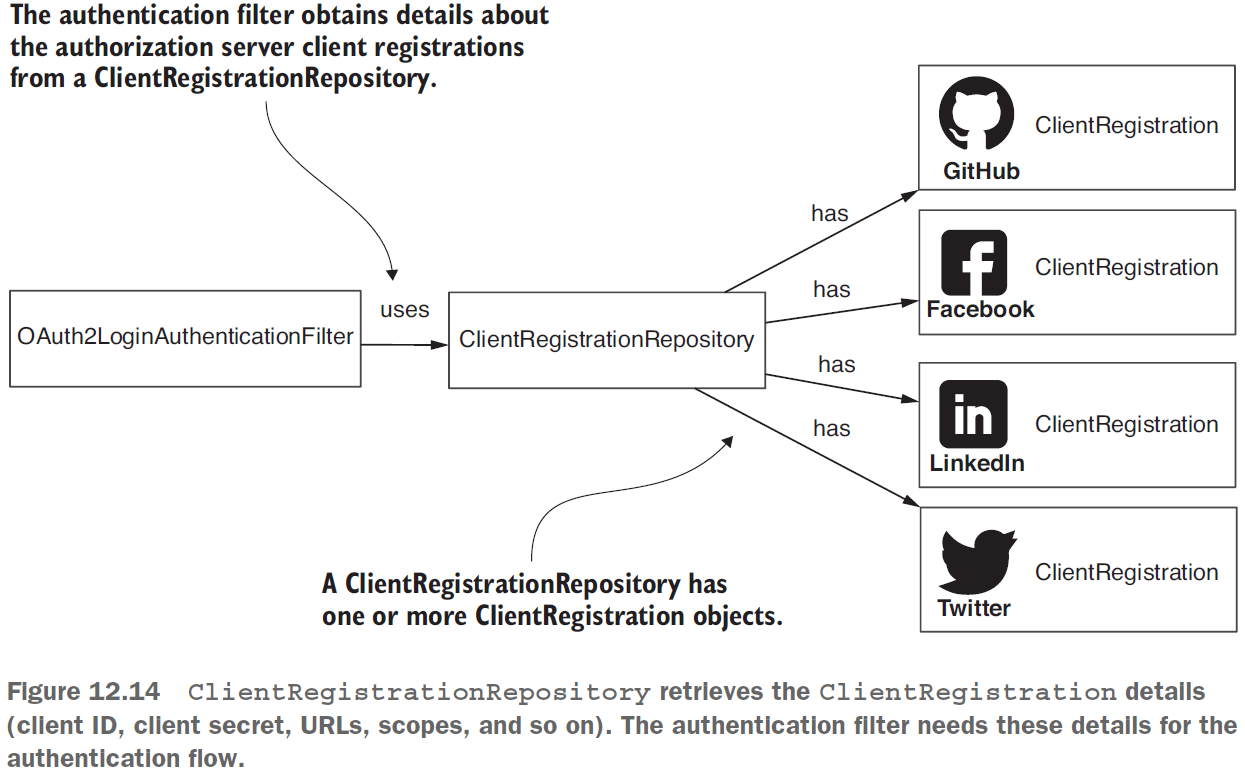 The authentication filter obtains details about
the authorization server client registrations
from a ClientRegistrationRepository.
ClientRegistration
GitHub
has
ClientRegistration
has
Facebook
uses
OAuth2LoginAuthenticationFilter
ClientRegistrationRepository
has
ClientRegistration
in
LinkedIn
has
ClientRegistration
Twitter
A ClientRegistrationRepository has
one or more ClientRegistration objects.
Figure 12.14 ClientRegistrationRepository retrieves the ClientRegistration details
(client ID, client secret, URLs, scopes, and so on). The authentication filter needs these details for the
authentication flow.